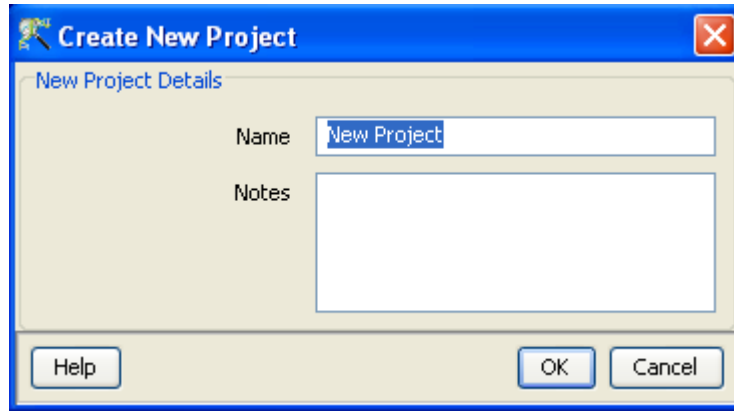 Create New Project
New Project Details
Name New Project
Notes
Help OK Cancel